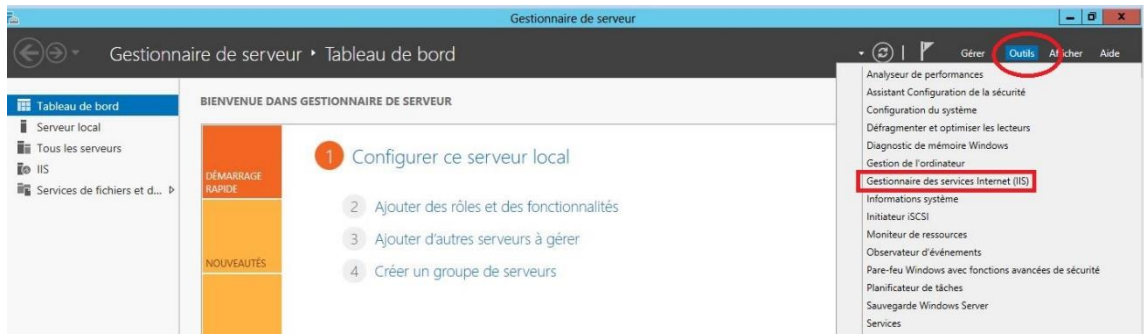 Gestionnaire de serveur
Gestionnaire de serveur ‣ Tableau de bord
Gérer
Outils
Afficher
Aide
Tableau de bord
Serveur local
Tous les serveurs
IIS
Services de fichiers et d...
BIENVENUE DANS GESTIONNAIRE DE SERVEUR
DÉMARRAGE
RAPIDE
NOUVEAUTÉS
1 Configurer ce serveur local
2 Ajouter des rôles et des fonctionnalités
3 Ajouter d'autres serveurs à gérer
4 Créer un groupe de serveurs
Analyseur de performances
Assistant Configuration de la sécurité
Configuration du système
Défragmenter et optimiser les lecteurs
Diagnostic de mémoire Windows
Gestion de l'ordinateur
Gestionnaire des services Internet (IIS)
Informations système
Initiateur iSCSI
Moniteur de ressources
Observateur d'événements
Pare-feu Windows avec fonctions avancées de sécurité
Planificateur de tâches
Sauvegarde Windows Server
Services